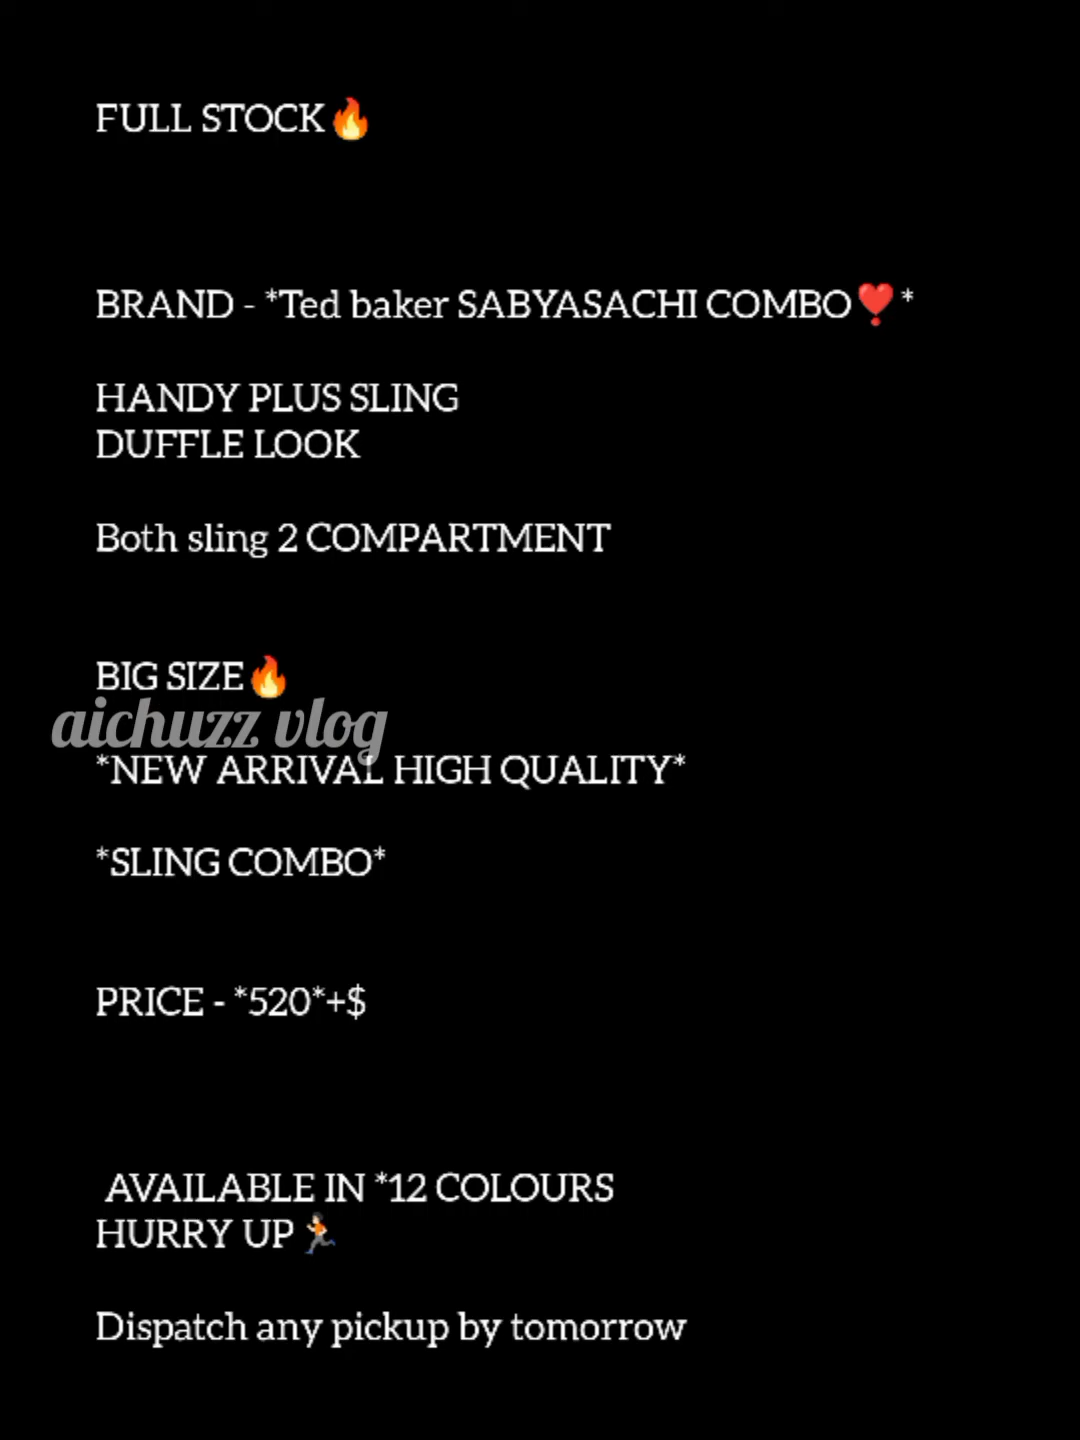 FULL STOCK🔥
BRAND - *Ted baker SABYASACHI COMBO❣️*
HANDY PLUS SLING
DUFFLE LOOK
Both sling 2 COMPARTMENT
BIG SIZE🔥
aichuzz vlog
*NEW ARRIVAL HIGH QUALITY*
*SLING COMBO*
PRICE - *520*+$
AVAILABLE IN *12 COLOURS
HURRY UP🏃🏻
Dispatch any pickup by tomorrow